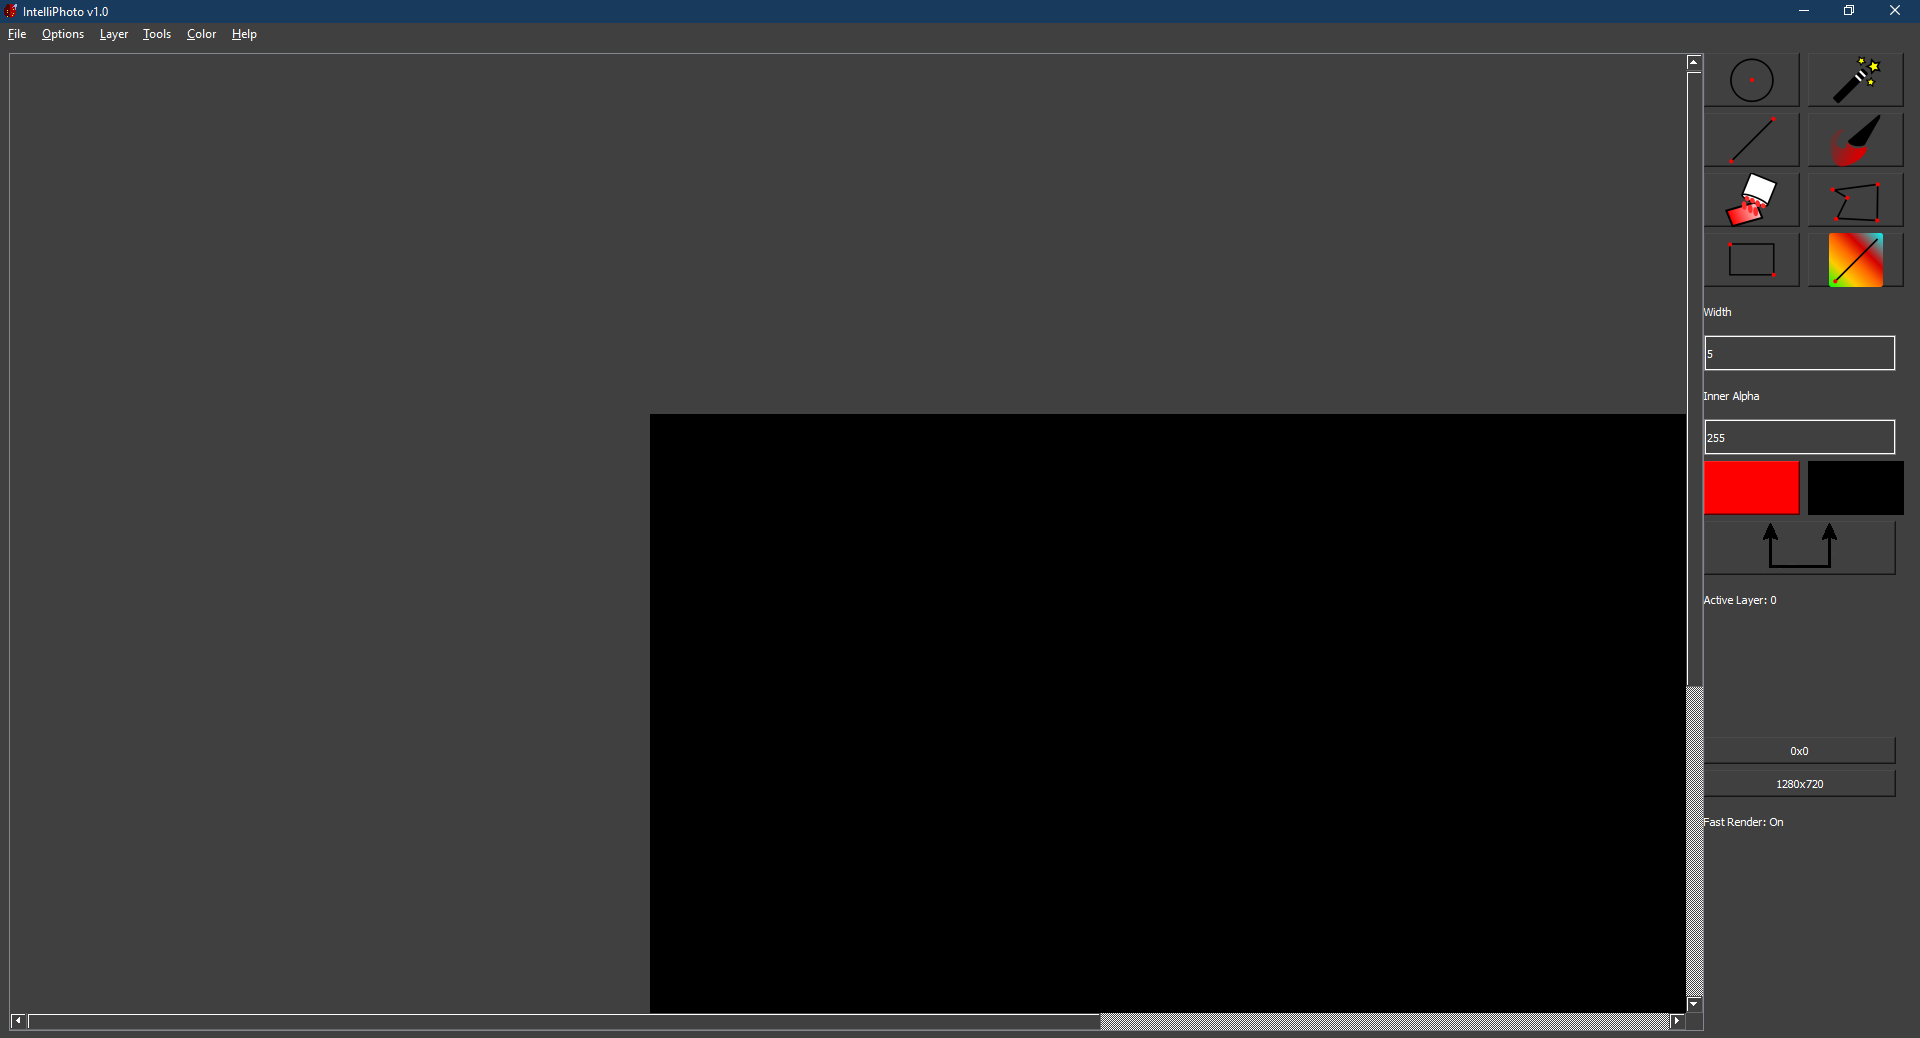 IntelliPhoto v1.0
File Options Layer Tools Color Help
Width
5
Inner Alpha
255
Active Layer: 0
0x0
1280x720
Fast Render: On